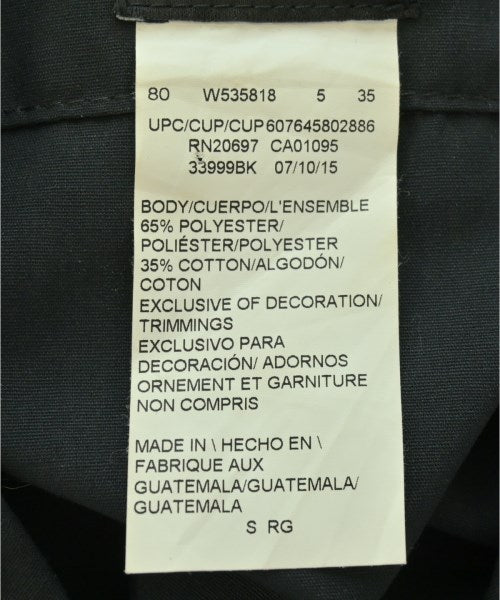 80 W535818 5 35
UPC/CUP/CUP607645802886
RN20697 CA01095
33999BK 07/10/15
BODY/CUERPO/L'ENSEMBLE
65% POLYESTER/
POLIÉSTER/POLYESTER
35% COTTON/ALGODÓN/
COTON
EXCLUSIVE OF DECORATION/
TRIMMINGS
EXCLUSIVO PARA
DECORACIÓN/ ADORNOS
ORNEMENT ET GARNITURE
NON COMPRIS
MADE IN \ HECHO EN \
FABRIQUE AUX
GUATEMALA/GUATEMALA/
GUATEMALA
S RG